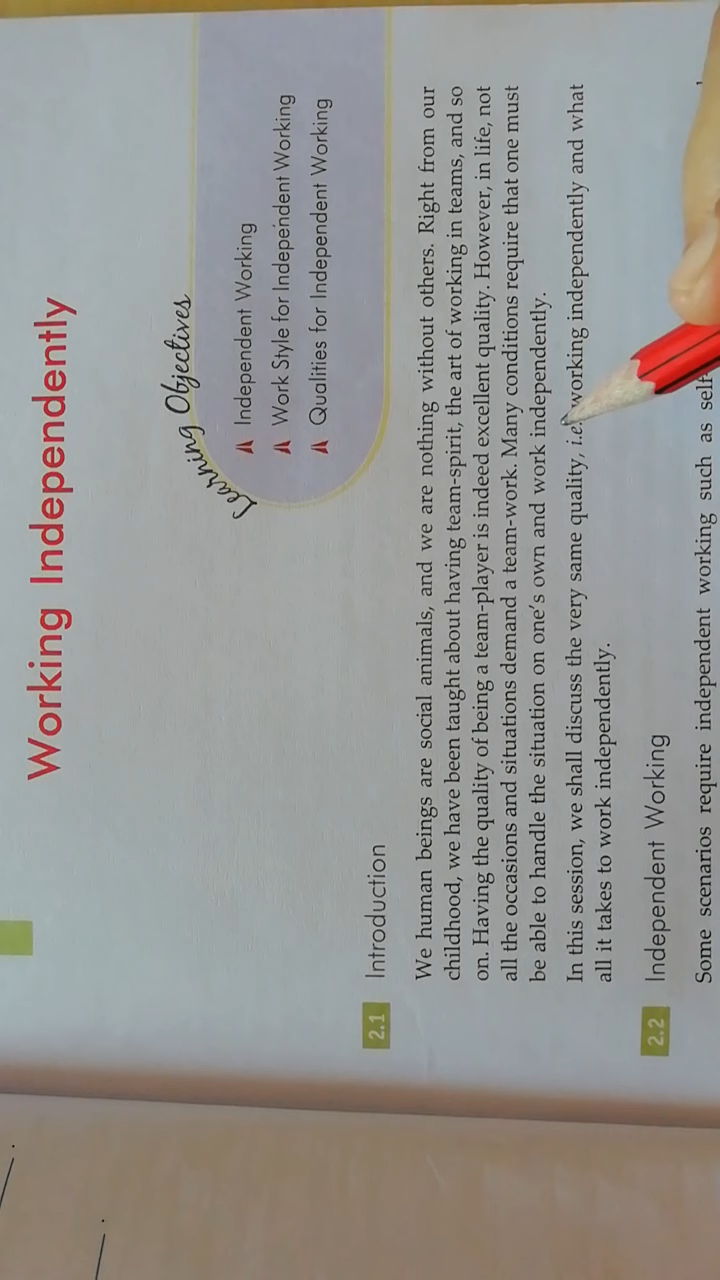 Working Independently
Learning Objectives
Independent Working
Work Style for Independent Working
Qualities for Independent Working
2.1 Introduction
We human beings are social animals, and we are nothing without others. Right from our
childhood, we have been taught about having team-spirit, the art of working in teams, and so
on. Having the quality of being a team-player is indeed excellent quality. However, in life, not
all the occasions and situations demand a team-work. Many conditions require that one must
be able to handle the situation on one's own and work independently.
In this session, we shall discuss the very same quality, i.e. working independently and what
all it takes to work independently.
2.2 Independent Working
Some scenarios require independent working such as self-